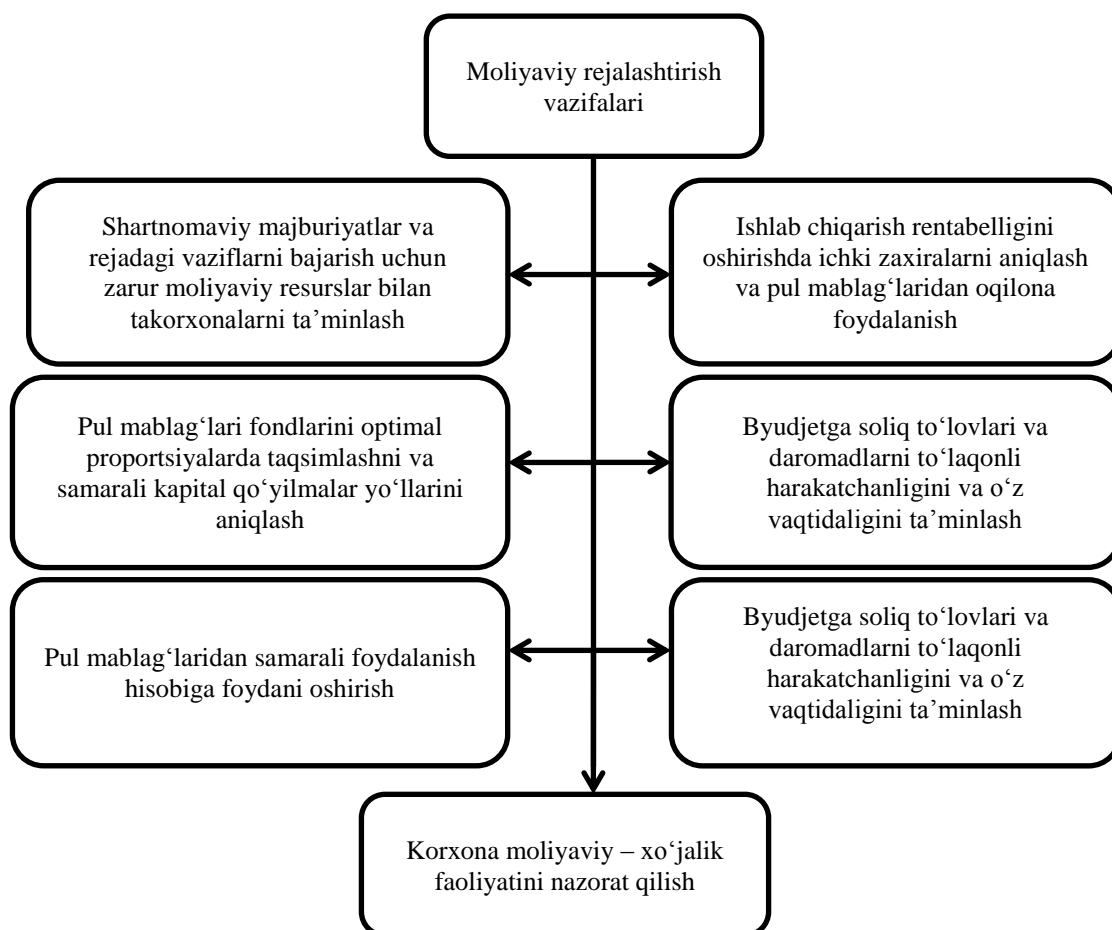 Moliyaviy rejalashtirish
vazifalari
Shartnomaviy majburiyatlar va
rejadagi vaziflarni bajarish uchun
zarur moliyaviy resurslar bilan
takorxonalarni ta’minlash
Ishlab chiqarish rentabelligini
oshirishda ichki zaxiralarni aniqlash
va pul mablag‘laridan oqilona
foydalanish
Pul mablag‘lari fondlarini optimal
proportsiyalarda taqsimlashni va
samarali kapital qo‘yilmalar yo‘llarini
aniqlash
Byudjetga soliq to‘lovlari va
daromadlarni to‘laqonli
harakatchanligini va o‘z
vaqtidaligini ta’minlash
Pul mablag‘laridan samarali foydalanish
hisobiga foydani oshirish
Byudjetga soliq to‘lovlari va
daromadlarni to‘laqonli
harakatchanligini va o‘z
vaqtidaligini ta’minlash
Korxona moliyaviy – xo‘jalik
faoliyatini nazorat qilish